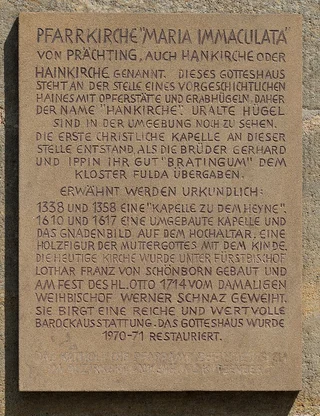 PFARRKIRCHE "MARIA IMMACULATA"
VON PRÄCHTING, AUCH HANKIRCHE ODER
HAINKIRCHE GENANNT. DIESES GOTTESHAUS
STEHT AN DER STELLE EINES VORGESCHICHTLICHEN
HAINES MIT OPFERSTÄTE UND GRABHÜGELN. DAHER
DER NAME "HANKIRCHE". URALTE HÜGEL
SIND IN DER UMGEBUNG NOCH ZU SEHEN.
DIE ERSTE CHRISTLICHE KAPELLE AN DIESER
STELLE ENTSTAND, ALS DIE BRÜDER GERHARD
UND IPPIN IHR GUT "BRATINGUM" DEM
KLOSTER FULDA ÜBERGABEN.
ERWÄHNT WERDEN URKUNDLICH:
1338 UND 1358 EINE "KAPELLE ZU DEM HEYNE".
1610 UND 1617 EINE UMGEBAUTE KAPELLE UND
DAS GNADENBILD AUF DEM HOCHALTAR, EINE
HOLZFIGUR DER MUTTERGOTTES MIT DEM KINDE.
DIE HEUTIGE KIRCHE WURDE UNTER FÜRSTBISCHOF
LOTHAR FRANZ VON SCHÖNBORN GEBAUT UND
AM FEST DES HL. OTTO 1714 VOM DAMALIGEN
WEIHBISCHOF WERNER SCHNAZ GEWEIHT.
SIE BIRGT EINE REICHE UND WERTVOLLE
BAROCKAUSSTATTUNG. DAS GOTTESHAUS WURDE
1970-71 RESTAURIERT.